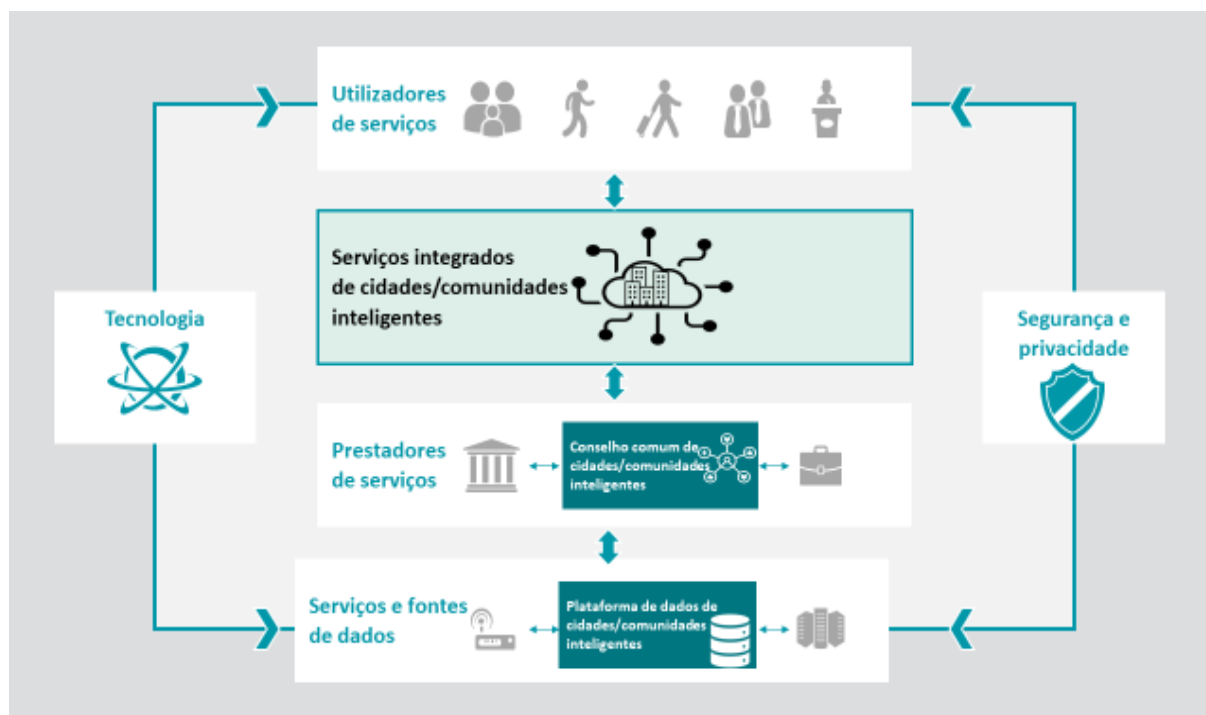 Utilizadores
de serviços
Serviços integrados
de cidades/comunidades
inteligentes
Tecnologia
Segurança e
privacidade
Prestadores
de serviços
Conselho comum de
cidades/comunidades
inteligentes
Serviços e fontes
de dados
Plataforma de dados de
cidades/comunidades
inteligentes